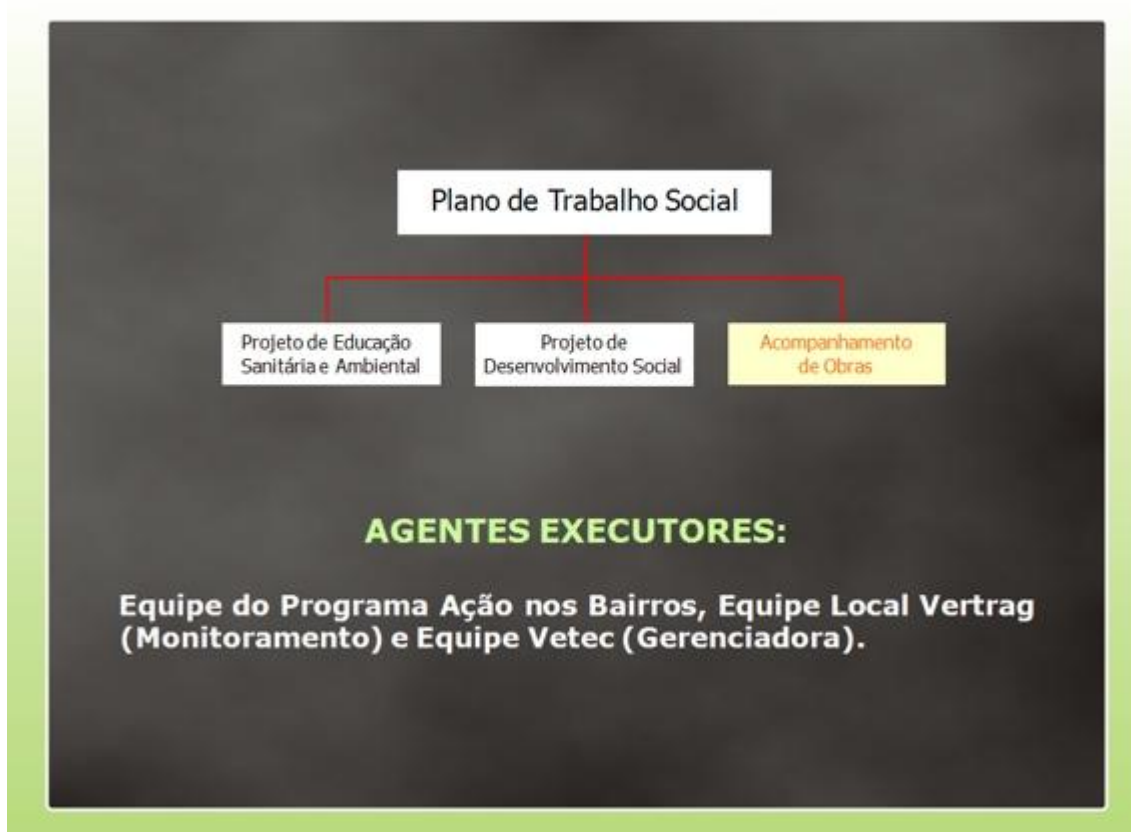 Plano de Trabalho Social
Projeto de Educação
Sanitária e Ambiental
Projeto de
Desenvolvimento Social
Acompanhamento
de Obras
AGENTES EXECUTORES:
Equipe do Programa Ação nos Bairros, Equipe Local Vertrag
(Monitoramento) e Equipe Vetec (Gerenciadora).